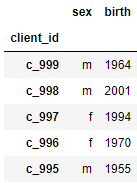 sex birth
client_id
c_999 m 1964
c_998 m 2001
c_997 f 1994
c_996 f 1970
c_995 m 1955